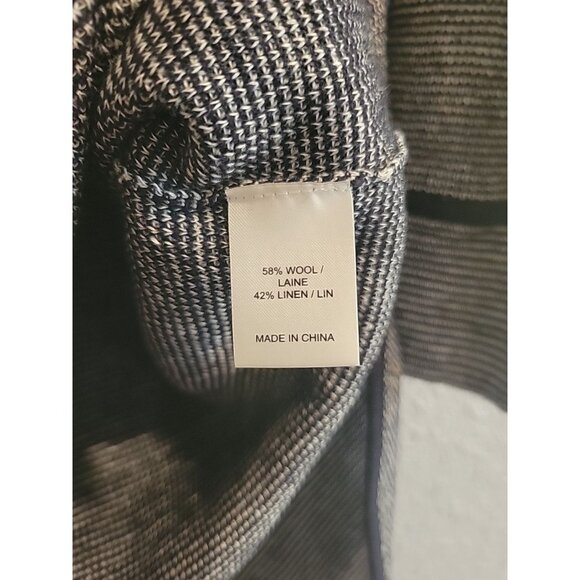 58% WOOL /
LAINE
42% LINEN / LIN
MADE IN CHINA